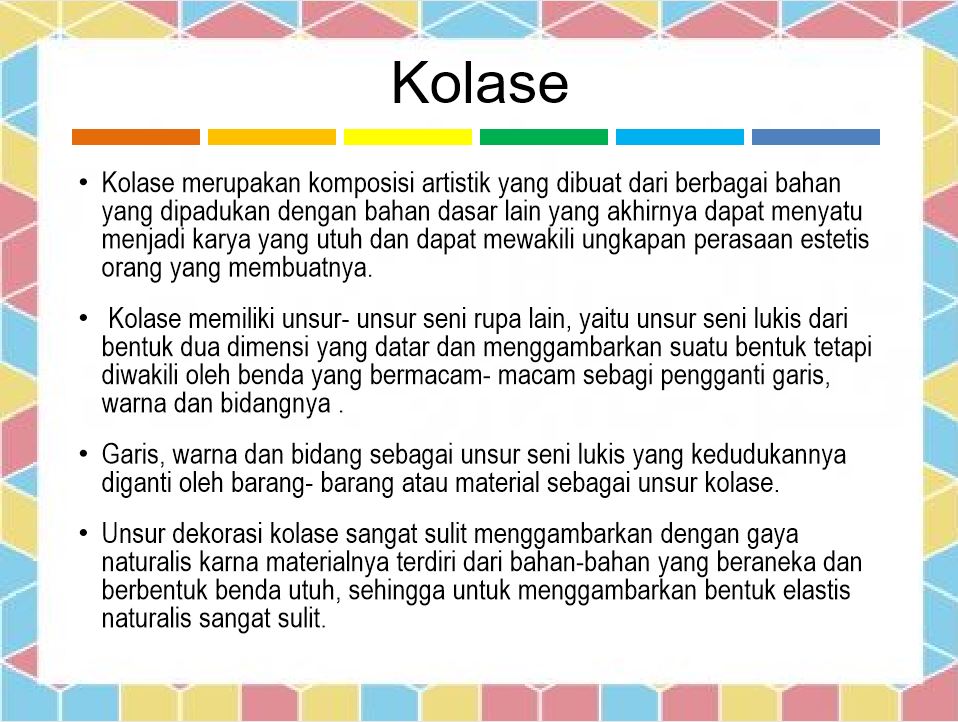 Kolase
• Kolase merupakan komposisi artistik yang dibuat dari berbagai bahan
yang dipadukan dengan bahan dasar lain yang akhirnya dapat menyatu
menjadi karya yang utuh dan dapat mewakili ungkapan perasaan estetis
orang yang membuatnya.
• Kolase memiliki unsur- unsur seni rupa lain, yaitu unsur seni lukis dari
bentuk dua dimensi yang datar dan menggambarkan suatu bentuk tetapi
diwakili oleh benda yang bermacam- macam sebagi pengganti garis,
warna dan bidangnya .
• Garis, warna dan bidang sebagai unsur seni lukis yang kedudukannya
diganti oleh barang- barang atau material sebagai unsur kolase.
• Unsur dekorasi kolase sangat sulit menggambarkan dengan gaya
naturalis karna materialnya terdiri dari bahan-bahan yang beraneka dan
berbentuk benda utuh, sehingga untuk menggambarkan bentuk elastis
naturalis sangat sulit.